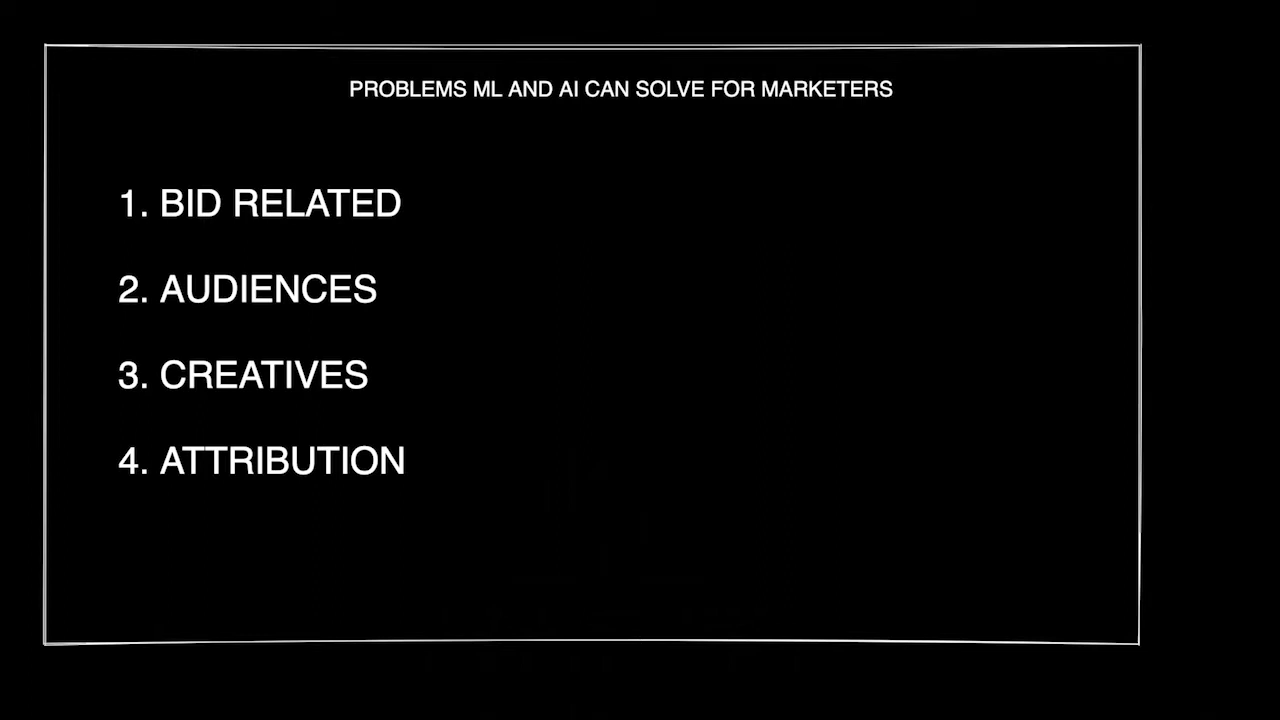 PROBLEMS ML AND AI CAN SOLVE FOR MARKETERS
1. BID RELATED
2. AUDIENCES
3. CREATIVES
4. ATTRIBUTION